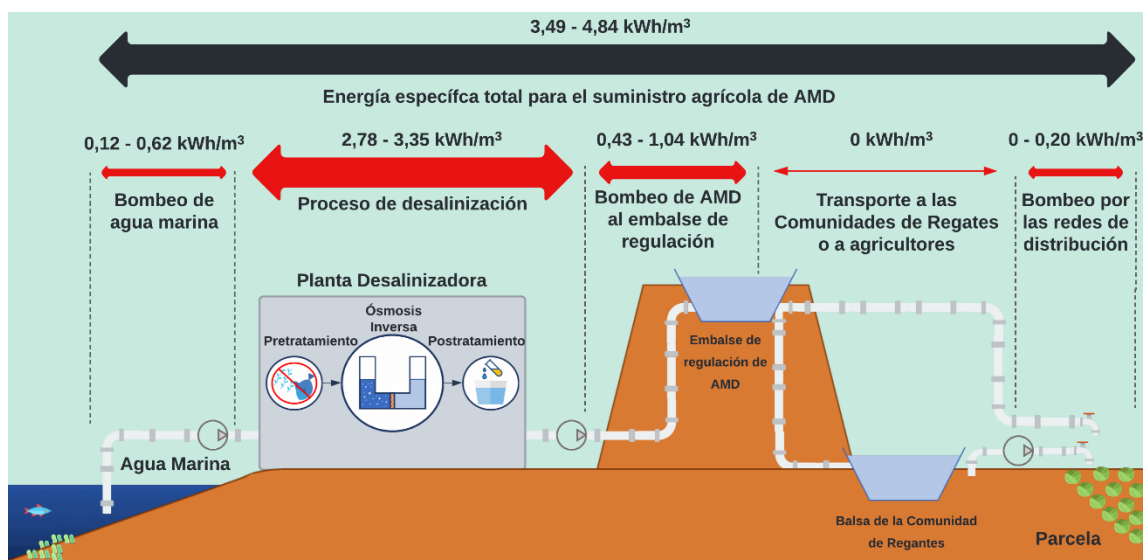 3,49 - 4,84 kWh/m³
Energía específca total para el suministro agrícola de AMD
0,12 - 0,62 kWh/m³
Bombeo de
agua marina
2,78 - 3,35 kWh/m³
Proceso de desalinización
0,43 - 1,04 kWh/m³
Bombeo de AMD
al embalse de
regulación
0 kWh/m³
Transporte a las
Comunidades de Regates
o a agricultores
0 - 0,20 kWh/m³
Bombeo por
las redes de
distribución
Planta Desalinizadora
Ósmosis
Inversa
Pretratamiento
Postratamiento
Embalse de
regulación de
AMD
Agua Marina
Balsa de la Comunidad
de Regantes
Parcela